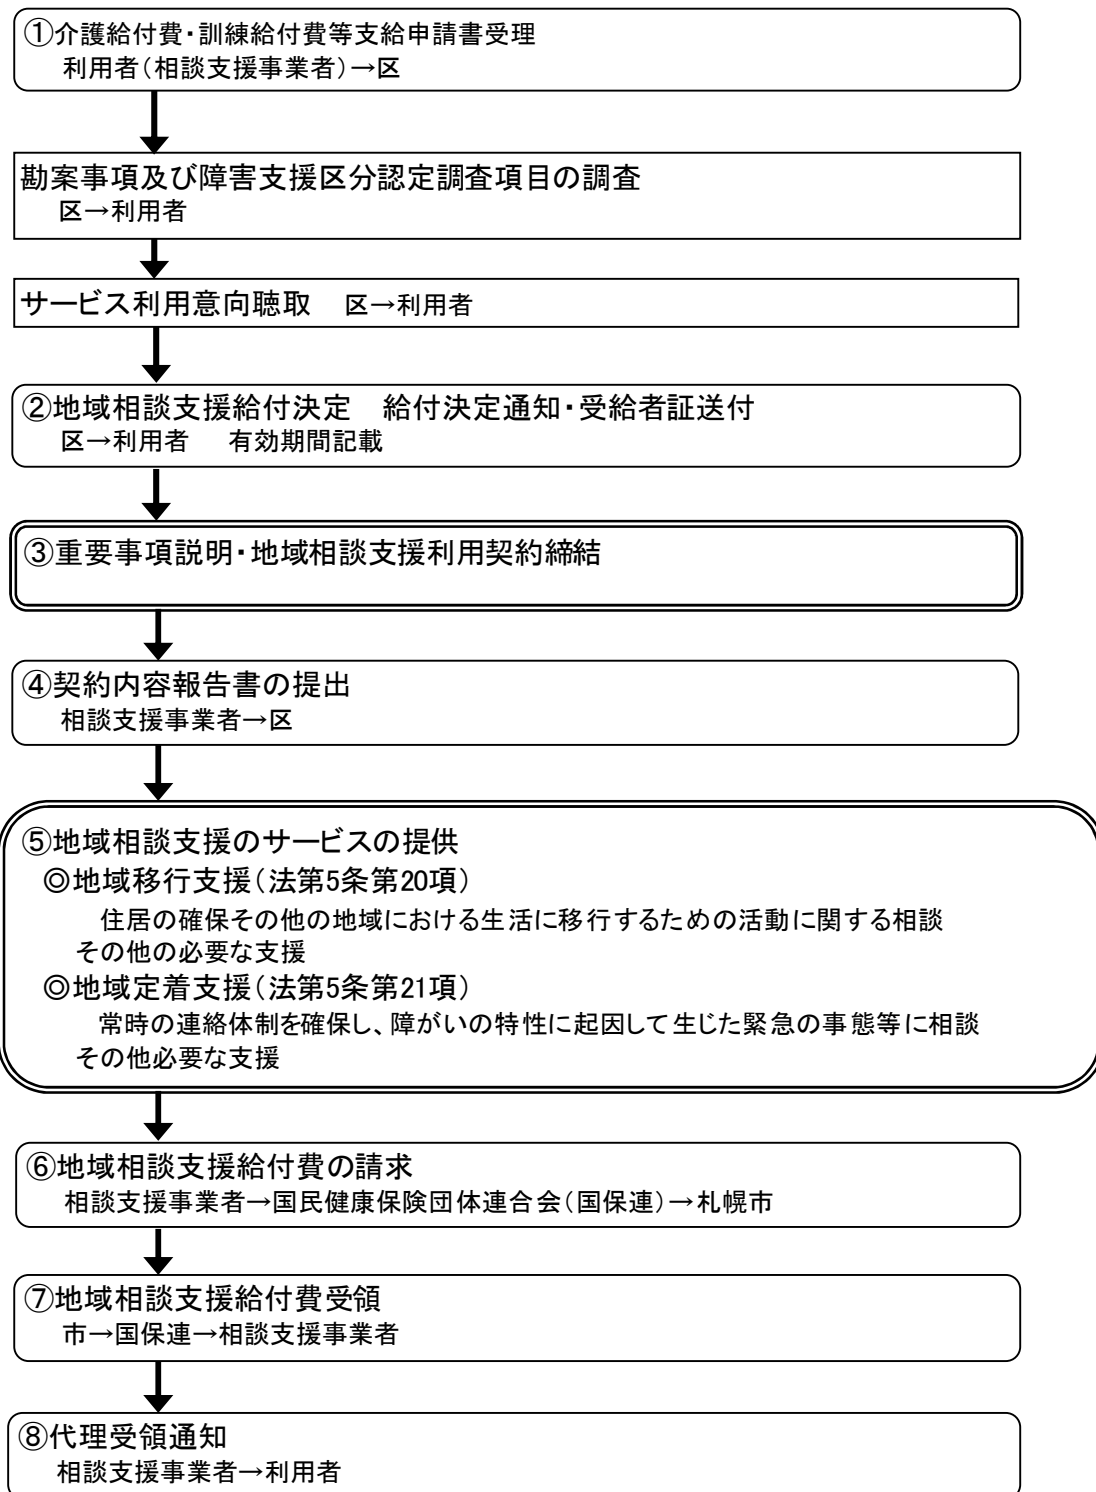 ①介護給付費・訓練給付費等支給申請書受理
利用者（相談支援事業者）→区
勘案事項及び障害支援区分認定調査項目の調査
区→利用者
サービス利用意向聴取　区→利用者
②地域相談支援給付決定　給付決定通知・受給者証送付
区→利用者　有効期間記載
③重要事項説明・地域相談支援利用契約締結
④契約内容報告書の提出
相談支援事業者→区
⑤地域相談支援のサービスの提供
◎地域移行支援（法第5条第20項）
住居の確保その他の地域における生活に移行するための活動に関する相談
その他の必要な支援
◎地域定着支援（法第5条第21項）
常時の連絡体制を確保し、障がいの特性に起因して生じた緊急の事態等に相談
その他必要な支援
⑥地域相談支援給付費の請求
相談支援事業者→国民健康保険団体連合会（国保連）→札幌市
⑦地域相談支援給付費受領
市→国保連→相談支援事業者
⑧代理受領通知
相談支援事業者→利用者